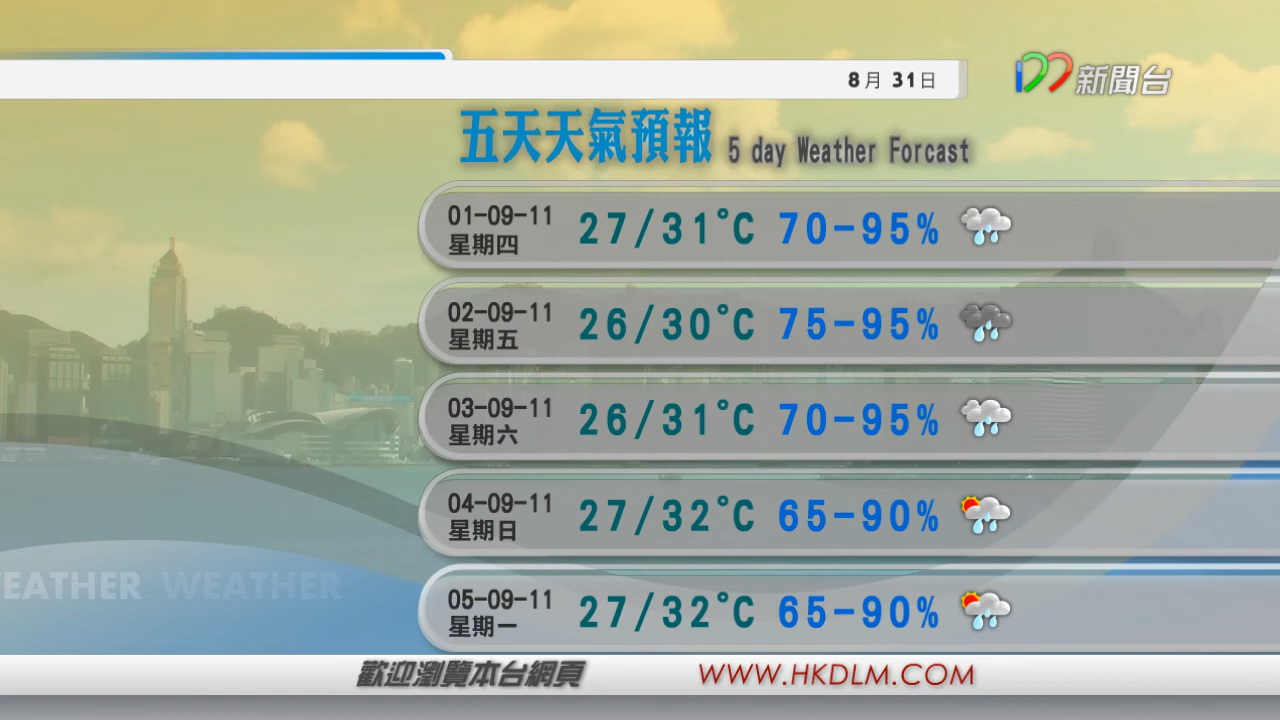 8月 31日
新聞台
五天天氣預報 5 day Weather Forcast
01-09-11 27/31°C 70-95%
星期四
02-09-11 26/30°C 75-95%
星期五
03-09-11 26/31°C 70-95%
星期六
04-09-11 27/32°C 65-90%
星期日
05-09-11 27/32°C 65-90%
星期一
EATHER WEATHER
歡迎瀏覽本台網頁 WWW.HKDLM.COM